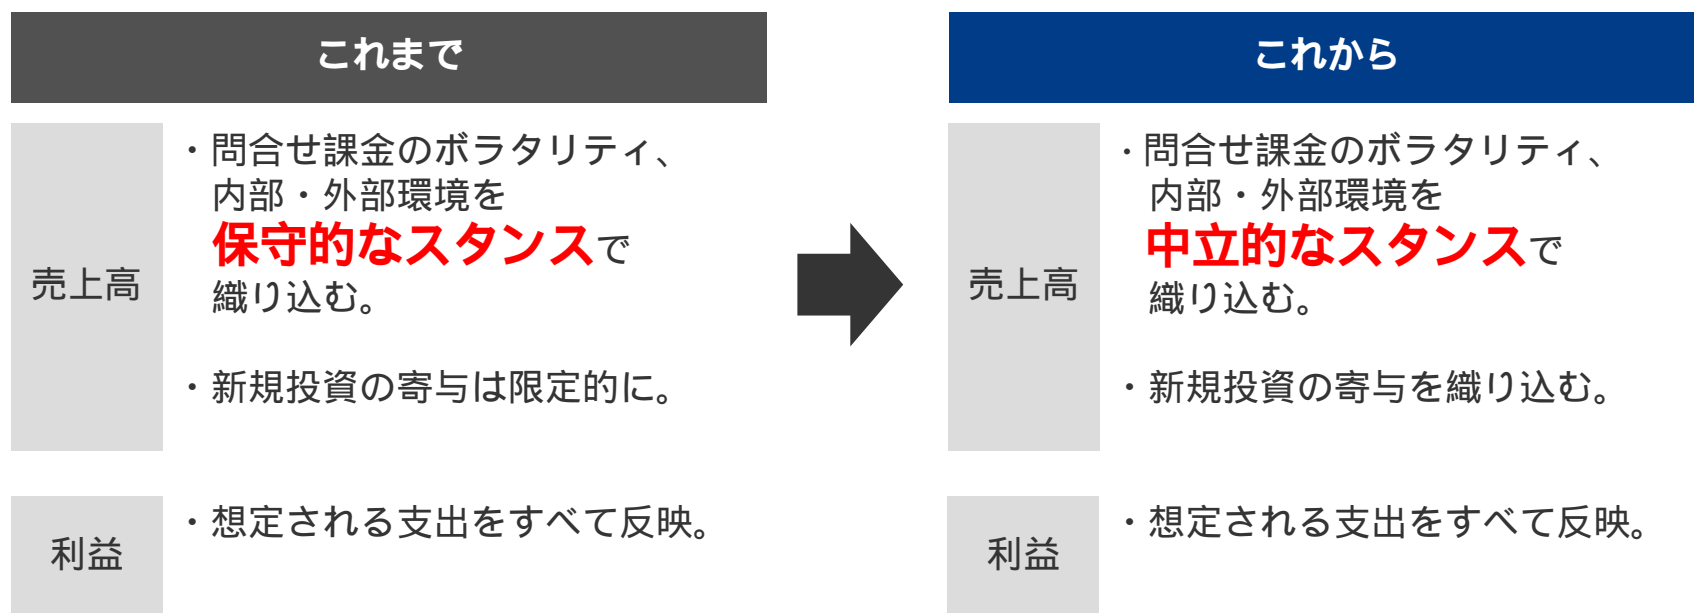 これまで
売上高
・問合せ課金のボラタリティ、
内部・外部環境を
保守的なスタンスで
織り込む。
・新規投資の寄与は限定的に。
利益
・想定される支出をすべて反映。
これから
売上高
・問合せ課金のボラタリティ、
内部・外部環境を
中立的なスタンスで
織り込む。
・新規投資の寄与を織り込む。
利益
・想定される支出をすべて反映。